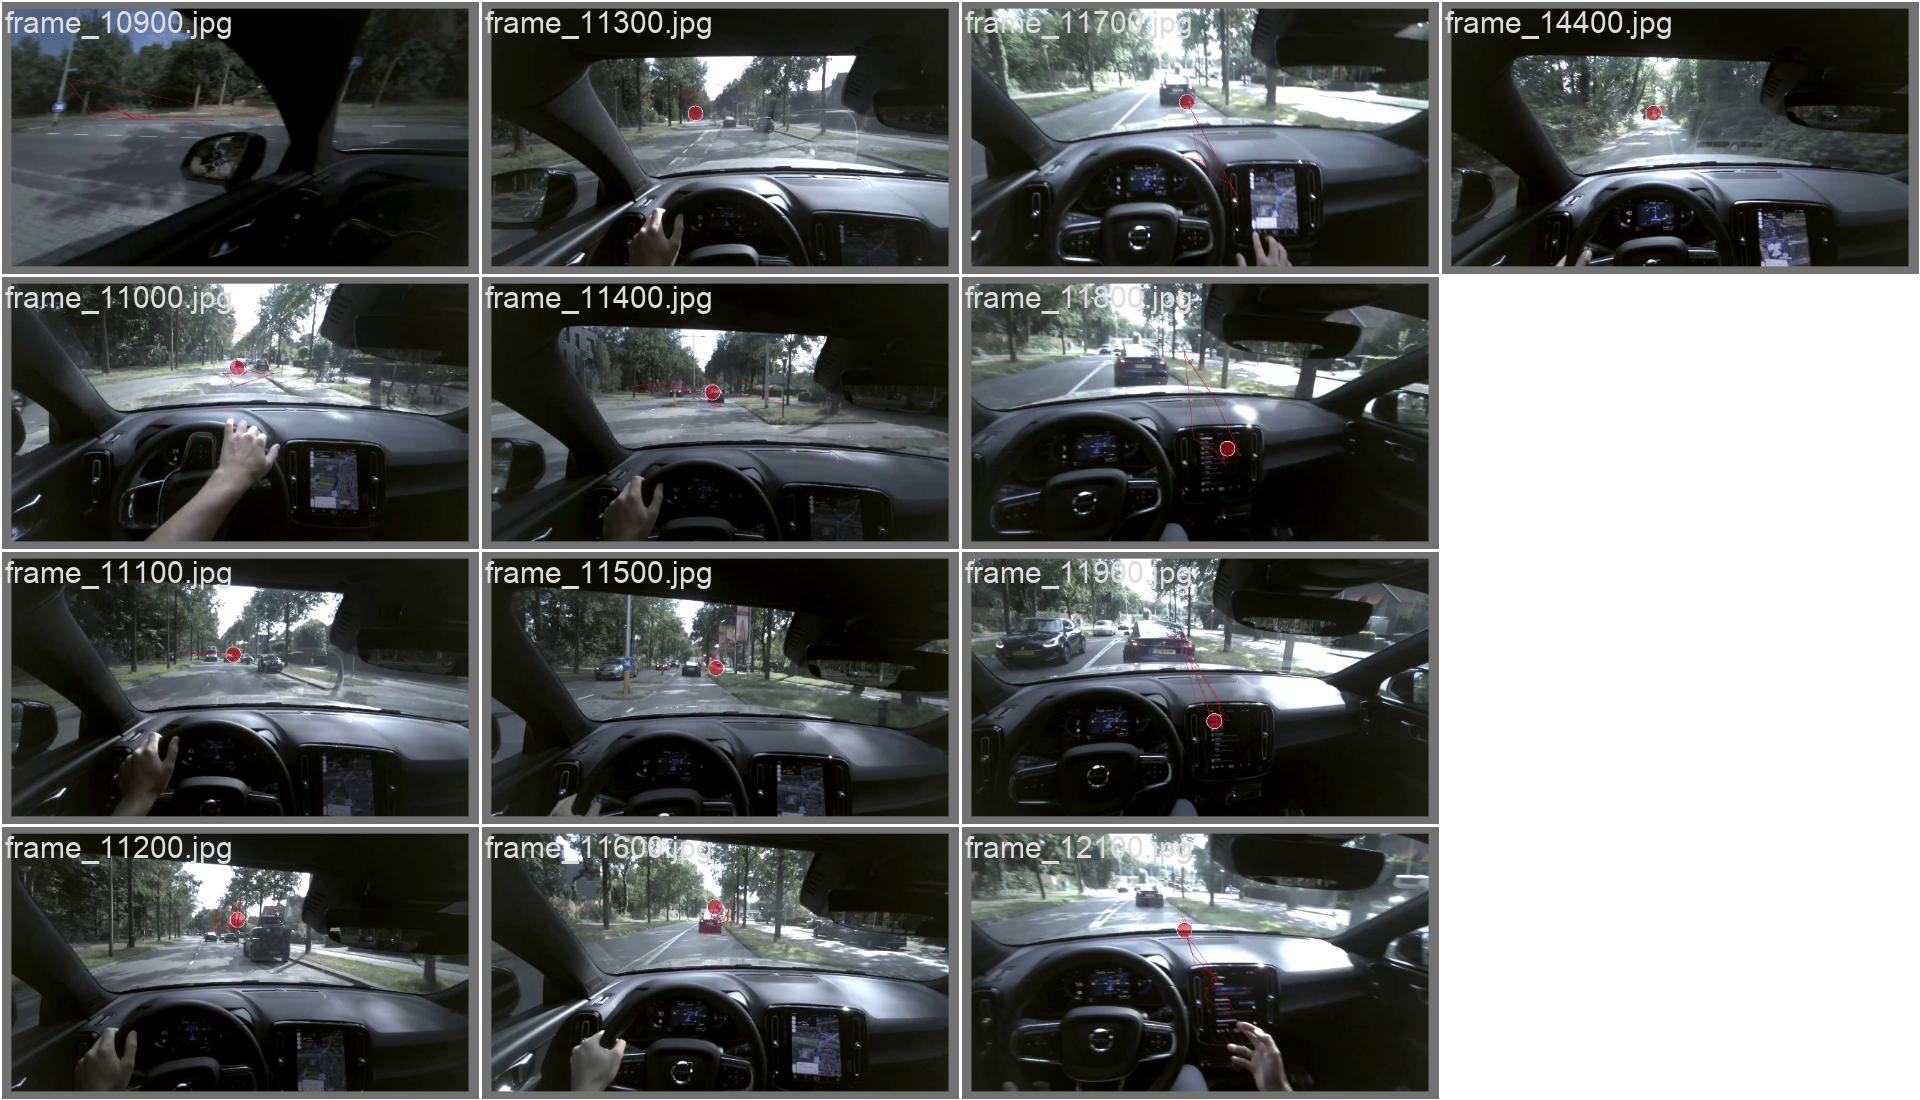 frame_10900.jpg
frame_11000.jpg
frame_11100.jpg
frame_11200.jpg
frame_11300.jpg
frame_11400.jpg
frame_11500.jpg
frame_11600.jpg
frame_11700.jpg
frame_11800.jpg
frame_11900.jpg
frame_12100.jpg
frame_14400.jpg